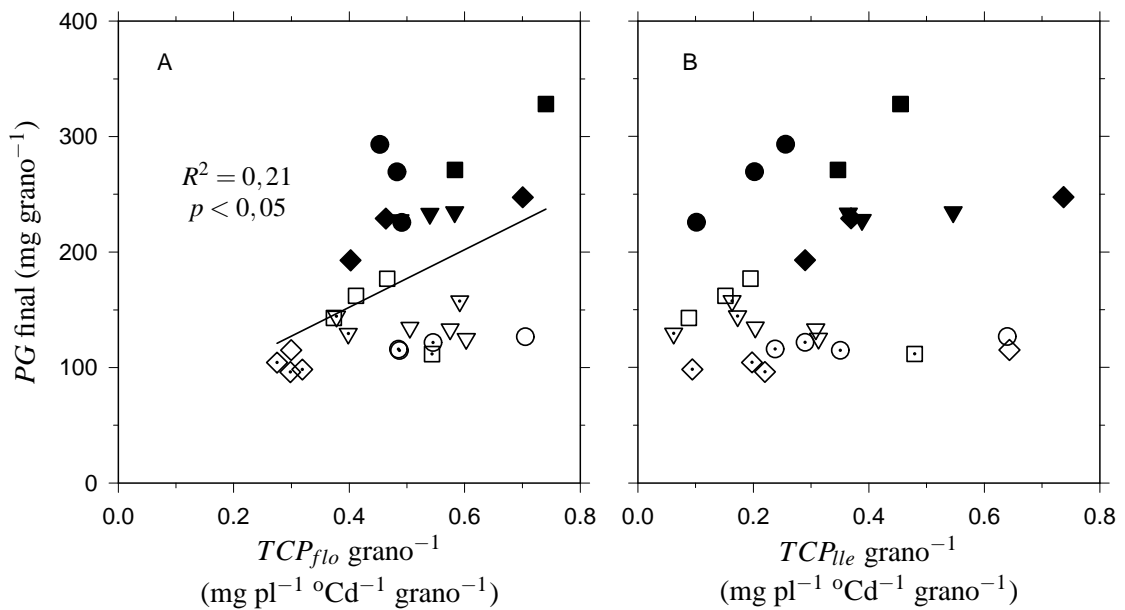 400
300
200
100
0
PG final (mg grano⁻¹)
A
R² = 0,21
p < 0,05
0.0 0.2 0.4 0.6 0.8
TCP_flo grano⁻¹
(mg pl⁻¹ ºCd⁻¹ grano⁻¹)
B
0.0 0.2 0.4 0.6 0.8
TCP_lle grano⁻¹
(mg pl⁻¹ ºCd⁻¹ grano⁻¹)